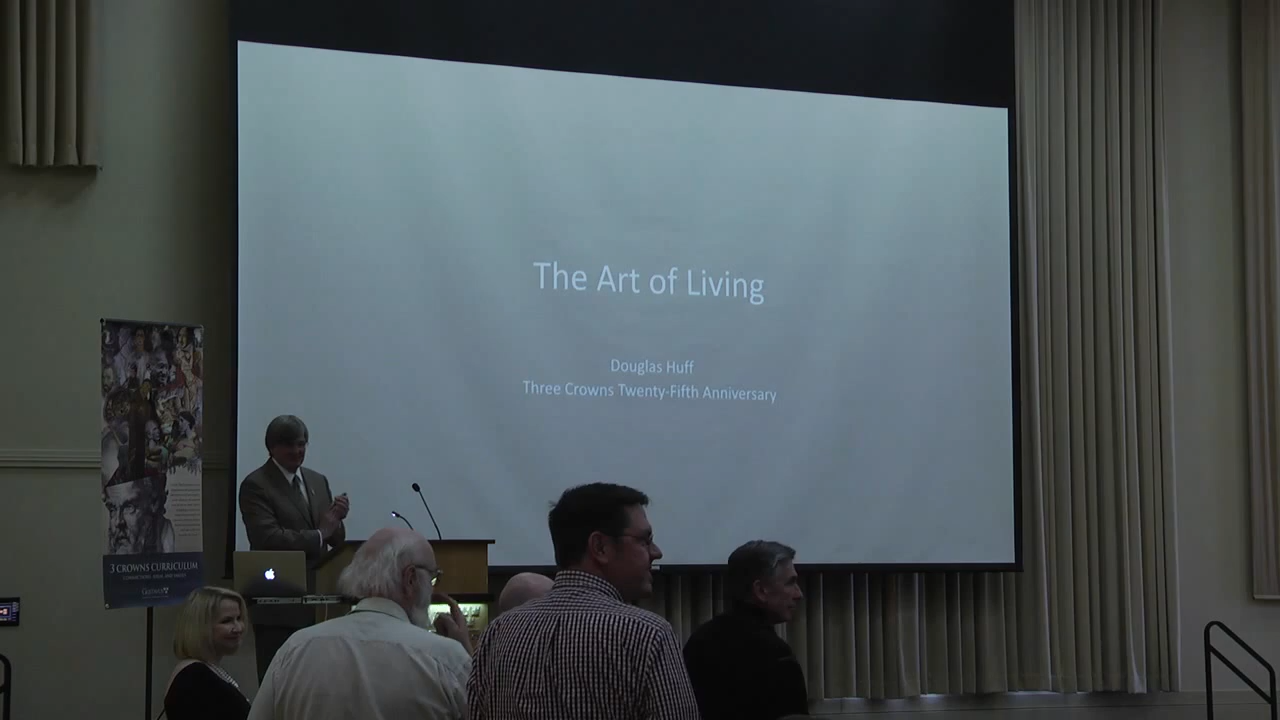 The Art of Living
Douglas Huff
Three Crowns Twenty-Fifth Anniversary
3 CROWNS CURRICULUM